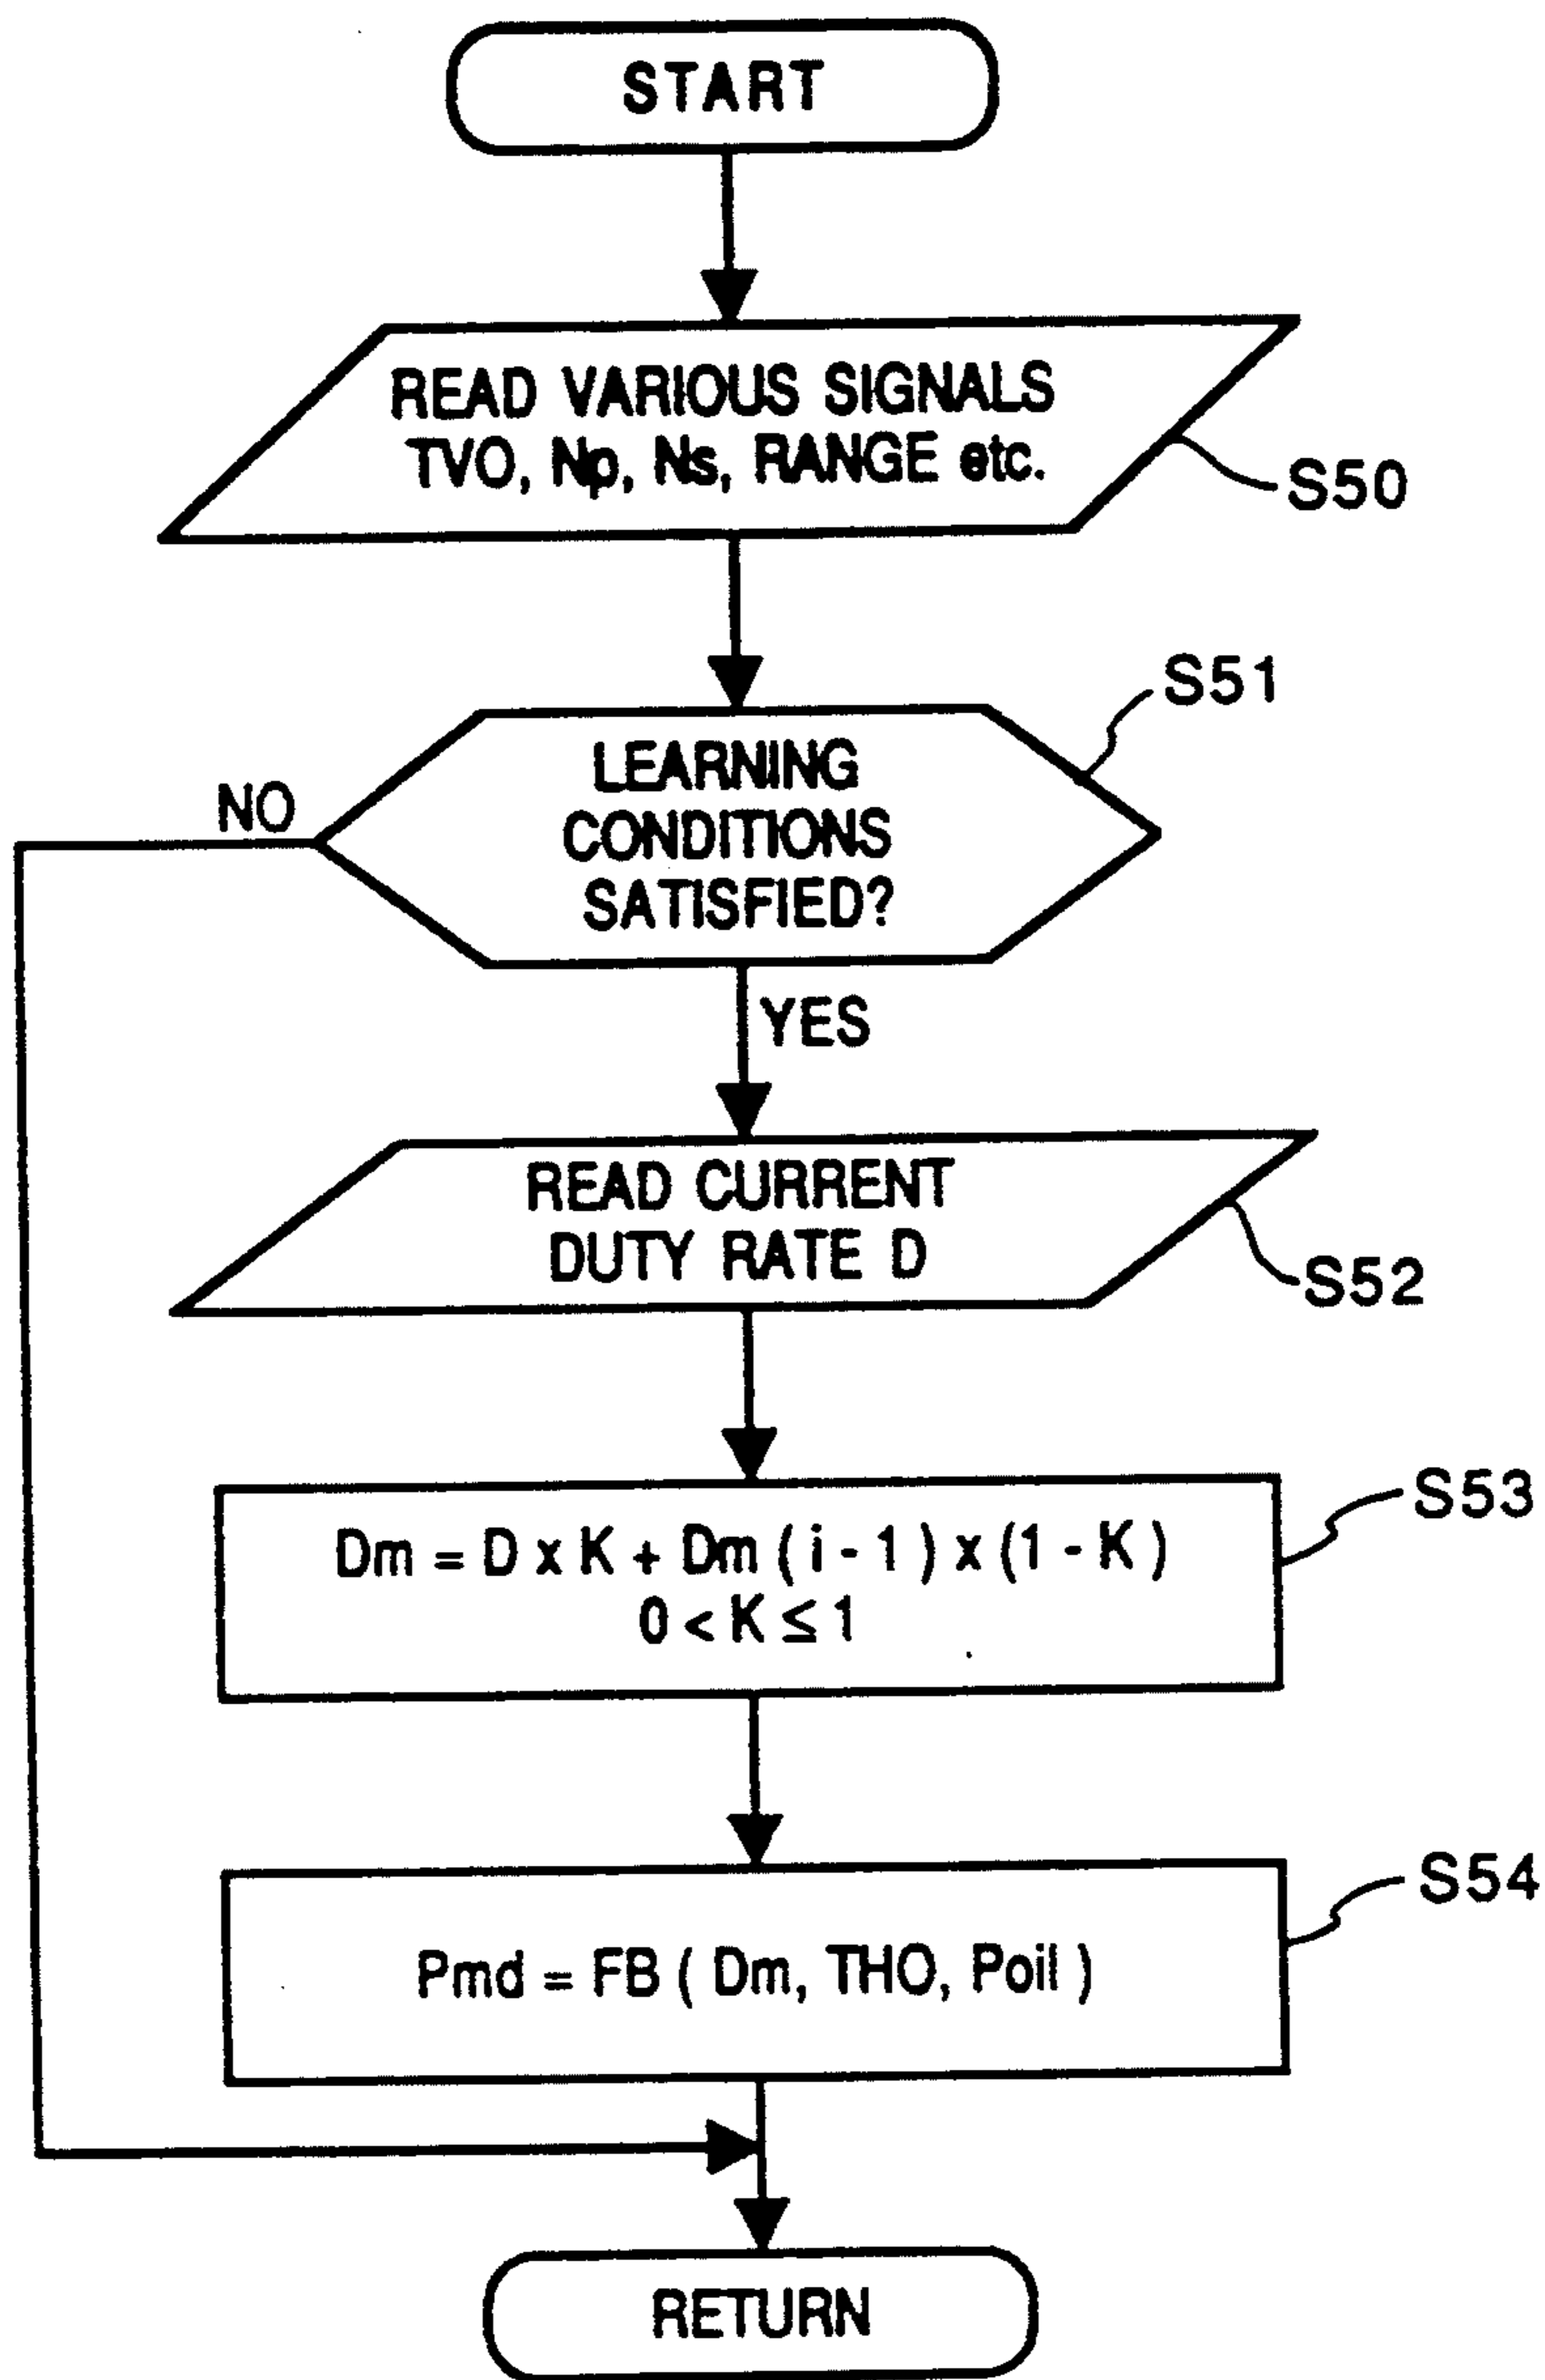 START
READ VARIOUS SIGNALS
TVO, Np, Ns, RANGE etc.
S50
S51
LEARNING
CONDITIONS
SATISFIED?
NO
YES
READ CURRENT
DUTY RATE D
S52
S53
Dm = D x K + Dm ( i - 1 ) x (1 - K )
0 < K ≤ 1
S54
Pmd = FB ( Dm, THO, Poil )
RETURN